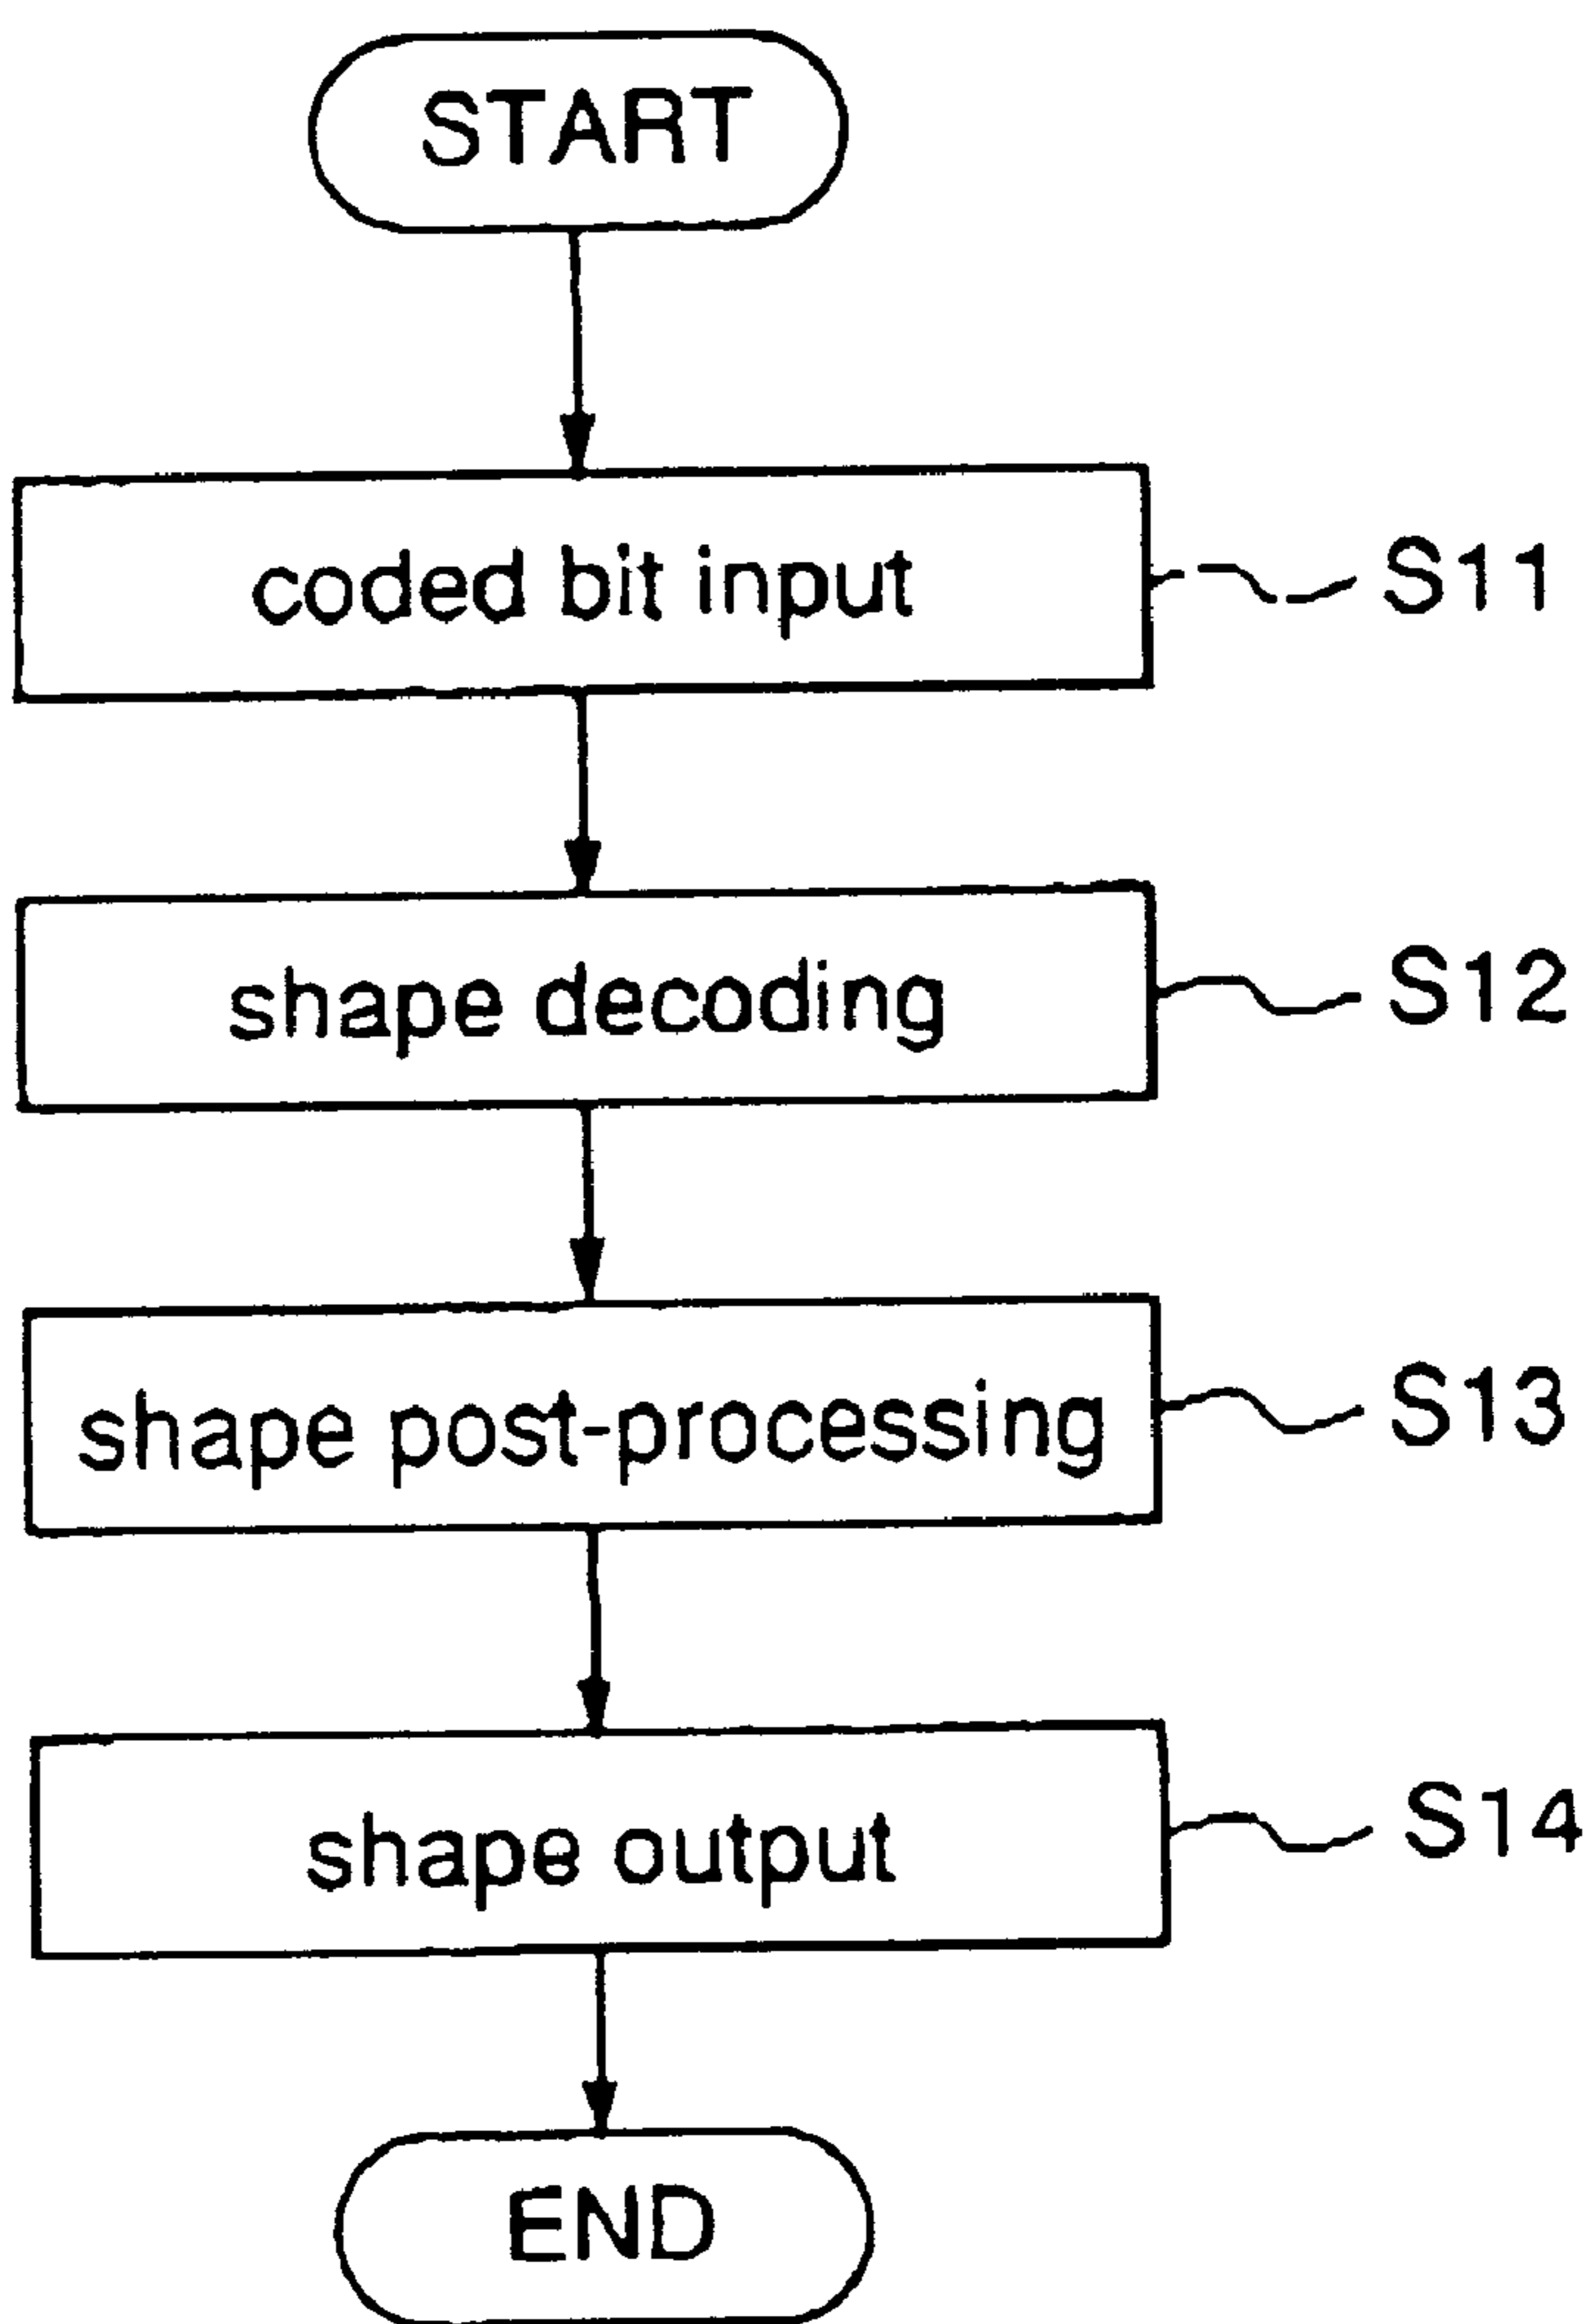 START
coded bit input
S11
shape decoding
S12
shape post-processing
S13
shape output
S14
END